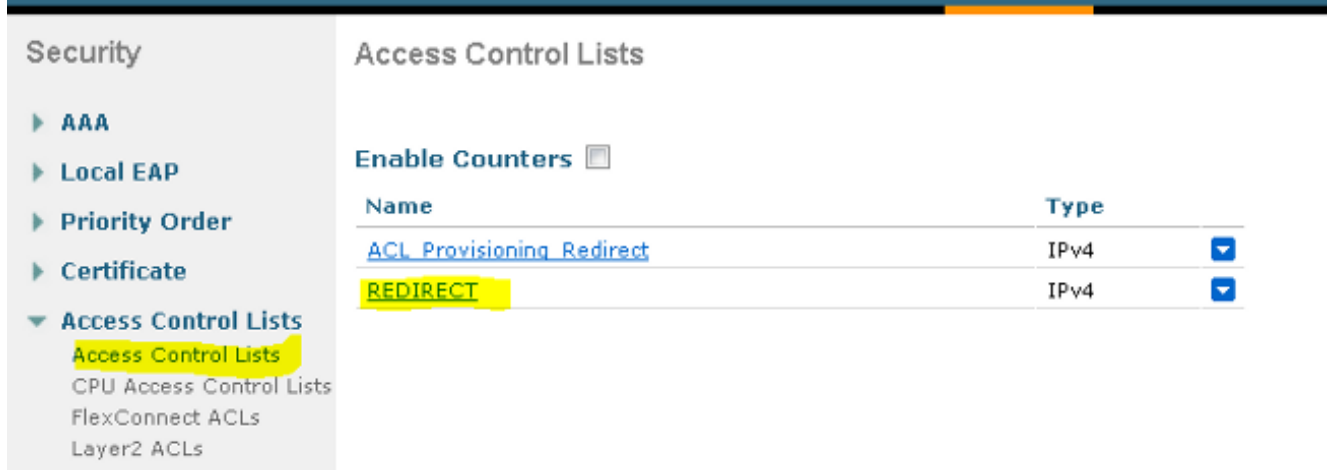 Security
AAA
Local EAP
Priority Order
Certificate
Access Control Lists
Access Control Lists
CPU Access Control Lists
FlexConnect ACLs
Layer2 ACLs
Access Control Lists
Enable Counters
Name Type
ACL_Provisioning_Redirect IPv4
REDIRECT IPv4